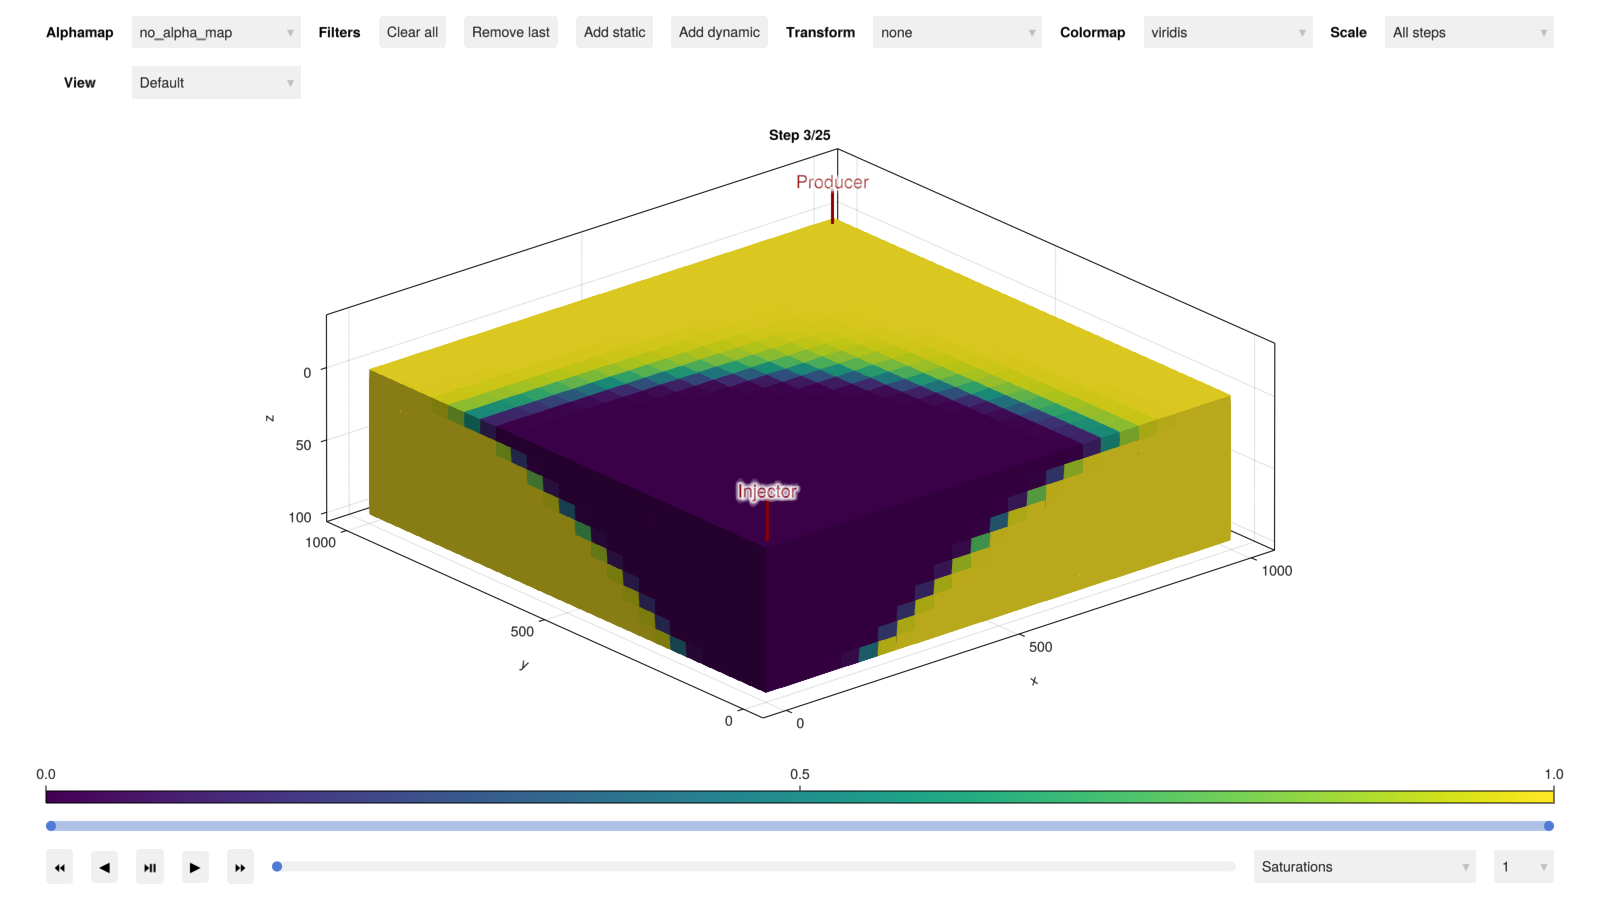 Alphamap no_alpha_map Filters Clear all Remove last Add static Add dynamic Transform none Colormap viridis Scale All steps
View Default
Step 3/25
Producer
0
z
50
Injector
100
1000
1000
500
500
y
x
0
0
0.0 0.5 1.0
Saturations 1